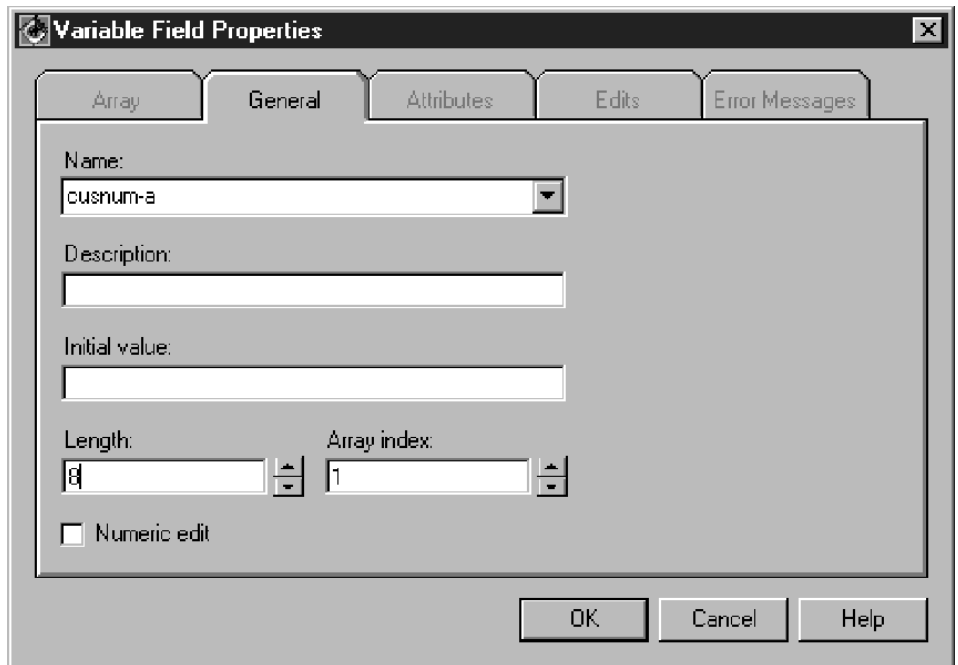 Variable Field Properties
Array General Attributes Edits Error Messages
Name:
cusnum-a
Description:
Initial value:
Length: Array index:
8 1
Numeric edit
OK Cancel Help